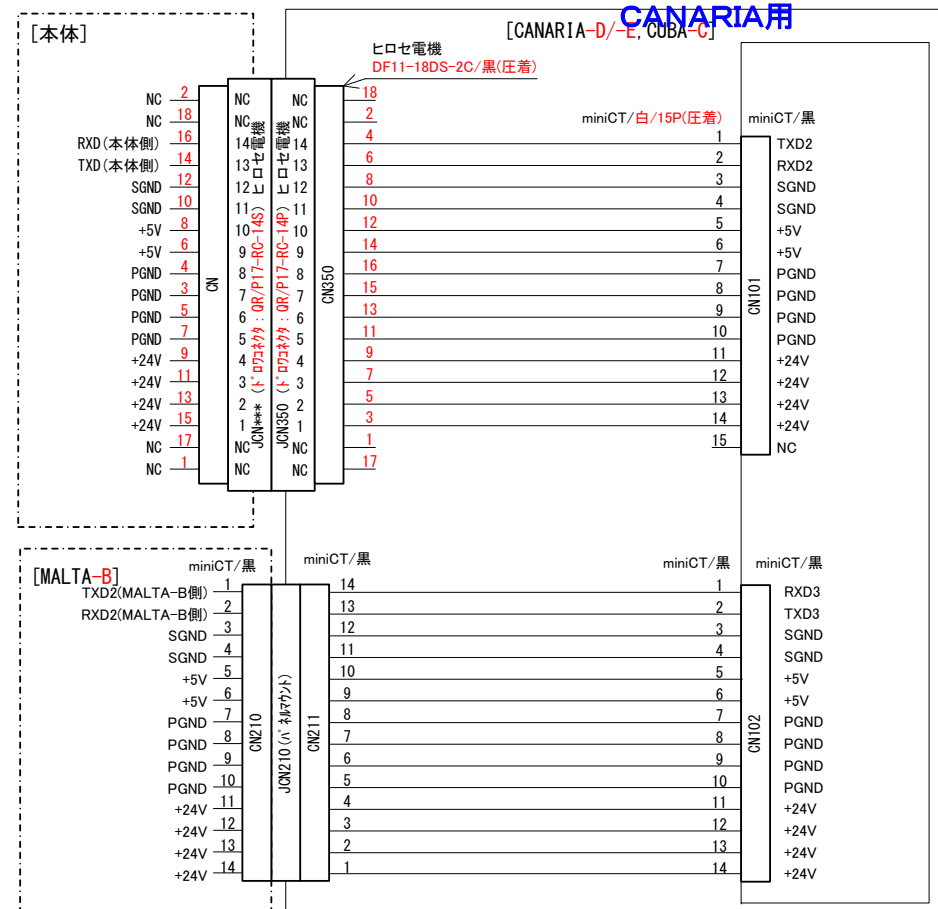 CANARIA用
[本体]
[CANARIA-D/-E, CUBA-C]
ヒロセ電機
DF11-18DS-2C/黒(圧着)
miniCT/白/15P(圧着) miniCT/黒
NC 2 NC NC 18
NC 18 NC NC 2
RXD(本体側) 16 14 14 4 1 TXD2
TXD(本体側) 14 13 13 6 2 RXD2
SGND 12 12 12 8 3 SGND
SGND 10 11 11 10 4 SGND
+5V 8 10 10 12 5 +5V
+5V 6 9 9 14 6 +5V
PGND 4 8 8 16 7 PGND
PGND 3 7 7 15 8 PGND
PGND 5 6 6 13 9 PGND
PGND 7 5 5 11 10 PGND
+24V 9 4 4 9 11 +24V
+24V 11 3 3 7 12 +24V
+24V 13 2 2 5 13 +24V
+24V 15 1 1 3 14 +24V
NC 17 NC NC 1 15 NC
NC 1 NC NC 17
CN
JCN*** (ドロワコネクタ : QR/P17-RC-14S) ヒロセ電機
JCN350 (ドロワコネクタ : QR/P17-RC-14P) ヒロセ電機
CN350
CN101
[MALTA-B]
miniCT/黒 miniCT/黒 miniCT/黒 miniCT/黒
TXD2(MALTA-B側) 1 14 1 RXD3
RXD2(MALTA-B側) 2 13 2 TXD3
SGND 3 12 3 SGND
SGND 4 11 4 SGND
+5V 5 10 5 +5V
+5V 6 9 6 +5V
PGND 7 8 7 PGND
PGND 8 7 8 PGND
PGND 9 6 9 PGND
PGND 10 5 10 PGND
+24V 11 4 11 +24V
+24V 12 3 12 +24V
+24V 13 2 13 +24V
+24V 14 1 14 +24V
CN210
JCN210 (パネルマウント)
CN211
CN102